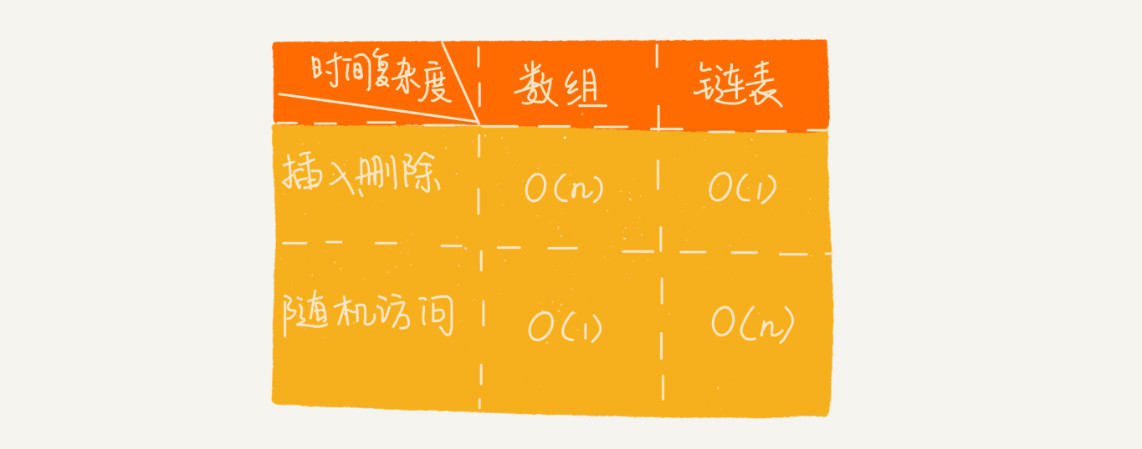 时间复杂度 数组 链表
插入、删除 O(n) O(1)
随机访问 O(1) O(n)